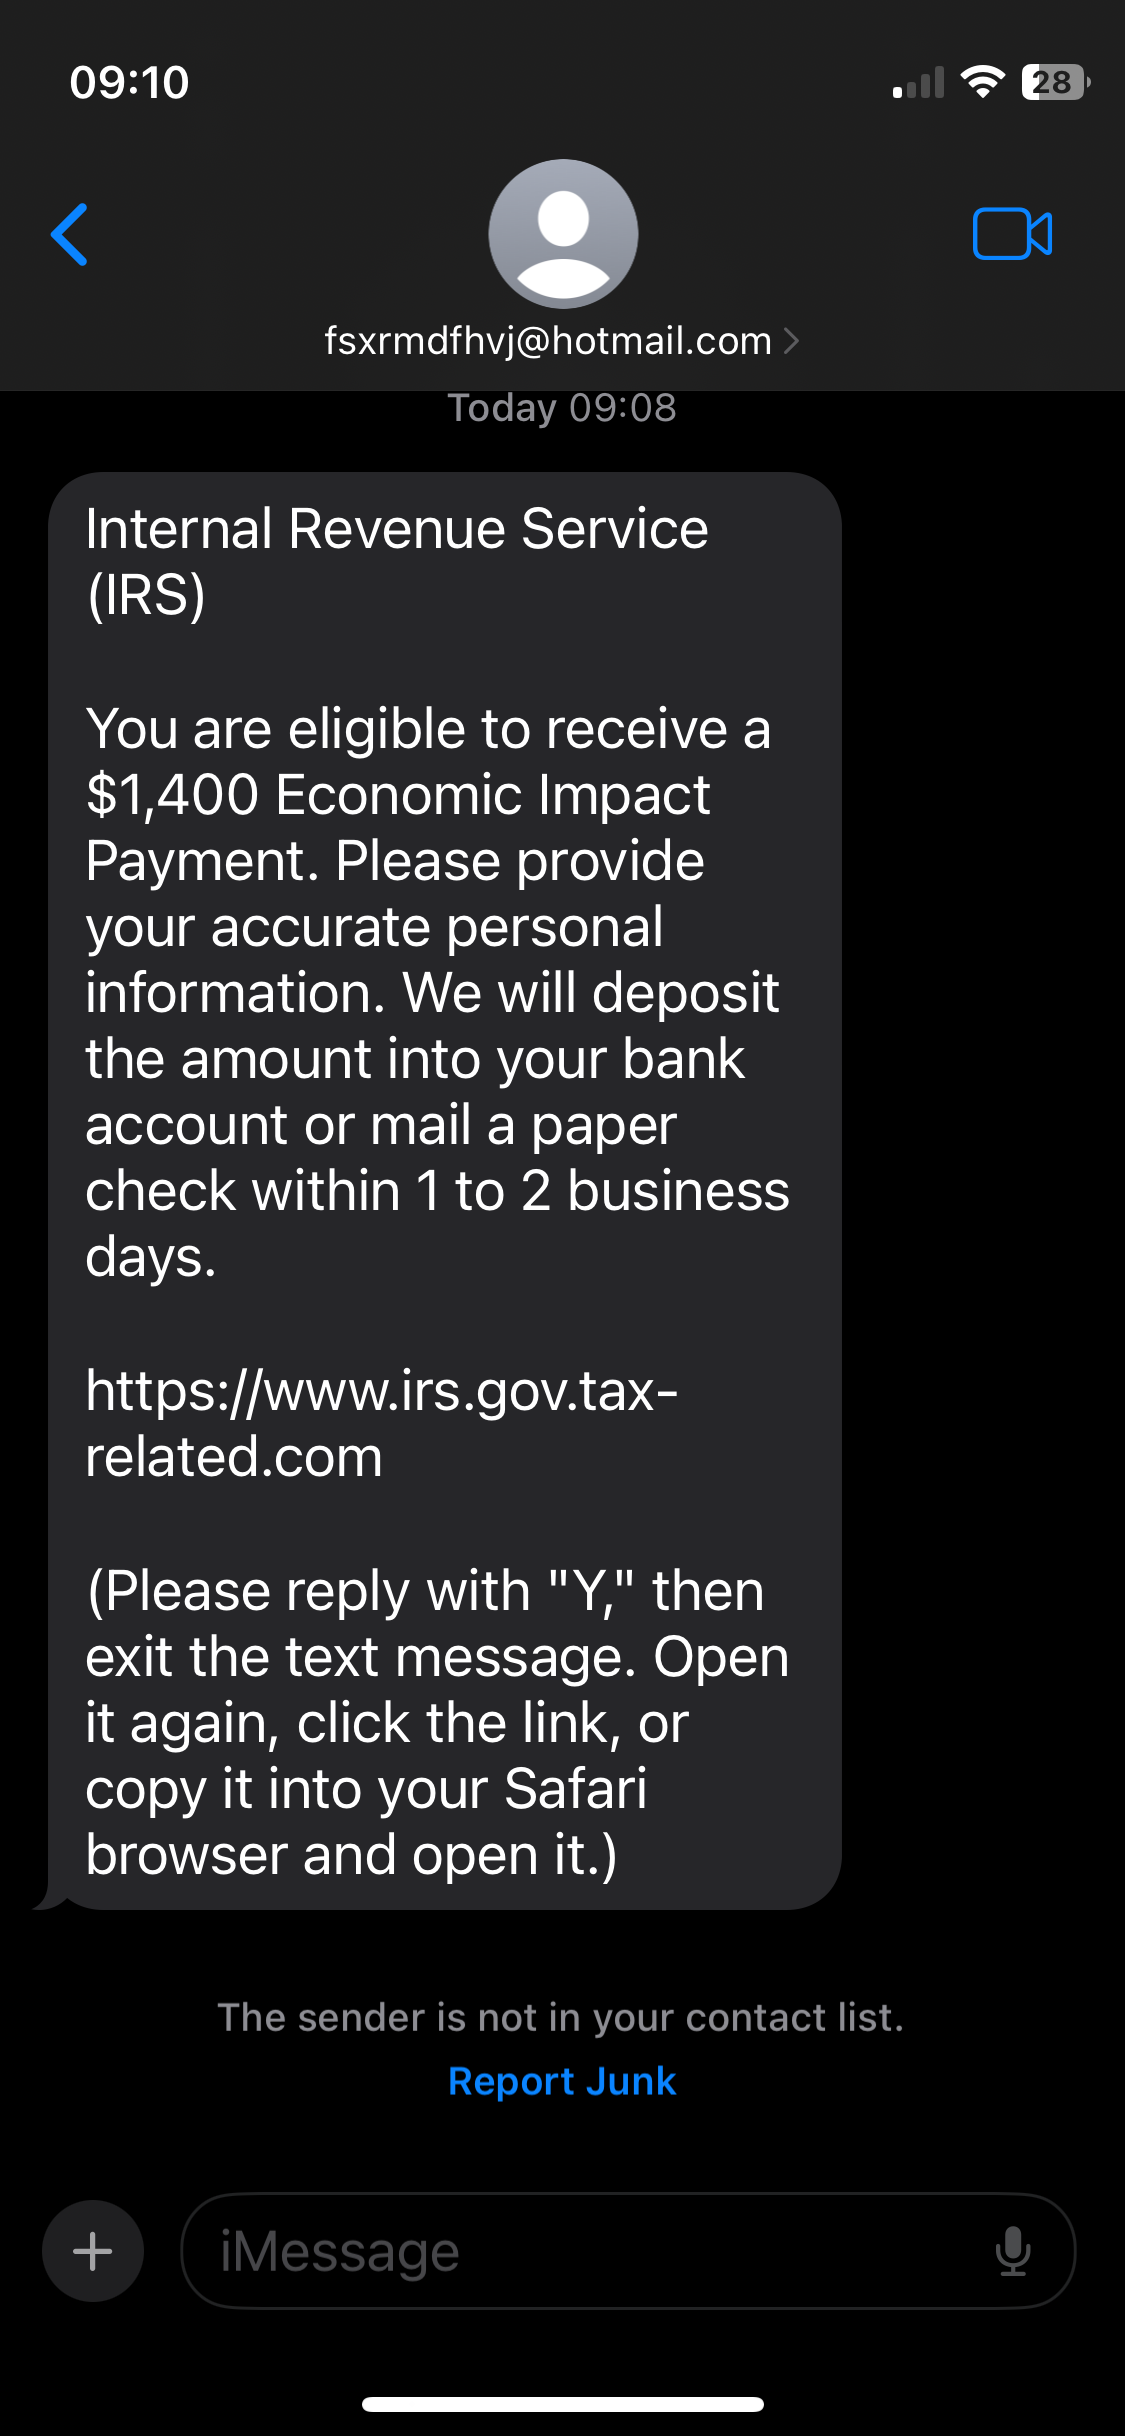 09:10
28
fsxrmdfhvj@hotmail.com
Today 09:08
Internal Revenue Service
(IRS)
You are eligible to receive a
$1,400 Economic Impact
Payment. Please provide
your accurate personal
information. We will deposit
the amount into your bank
account or mail a paper
check within 1 to 2 business
days.
https://www.irs.gov.tax-
related.com
(Please reply with "Y," then
exit the text message. Open
it again, click the link, or
copy it into your Safari
browser and open it.)
The sender is not in your contact list.
Report Junk
iMessage